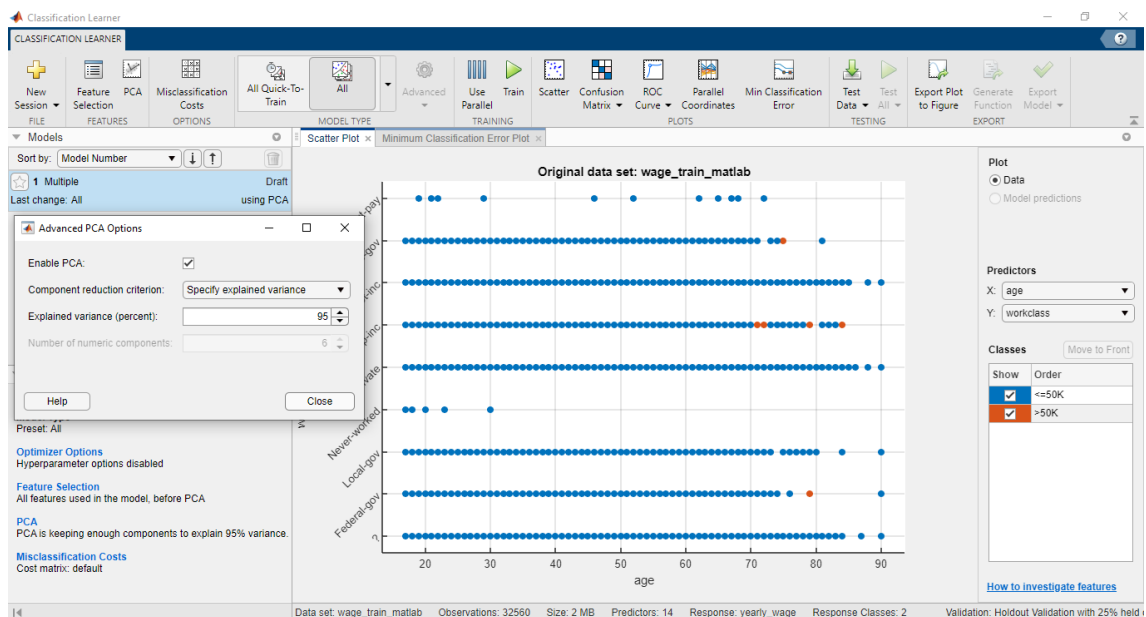 Classification Learner
CLASSIFICATION LEARNER
New Session
Feature Selection
PCA
Misclassification Costs
All Quick-To-Train
All
Advanced
Use Parallel
Train
Scatter
Confusion Matrix
ROC Curve
Parallel Coordinates
Min Classification Error
Test Data
Test All
Export Plot to Figure
Generate Function
Export Model
FILE
FEATURES
OPTIONS
MODEL TYPE
TRAINING
PLOTS
TESTING
EXPORT
Models
Sort by: Model Number
1 Multiple Draft
Last change: All using PCA
Advanced PCA Options
Enable PCA:
Component reduction criterion: Specify explained variance
Explained variance (percent): 95
Number of numeric components: 6
Help Close
Preset: All
Optimizer Options
Hyperparameter options disabled
Feature Selection
All features used in the model, before PCA
PCA
PCA is keeping enough components to explain 95% variance.
Misclassification Costs
Cost matrix: default
Scatter Plot × Minimum Classification Error Plot ×
Original data set: wage_train_matlab
Never-worked
Local-gov
Federal-gov
?
20 30 40 50 60 70 80 90
age
Plot
Data
Model predictions
Predictors
X: age
Y: workclass
Classes Move to Front
Show Order
<=50K
>50K
How to investigate features
Data set: wage_train_matlab Observations: 32560 Size: 2 MB Predictors: 14 Response: yearly_wage Response Classes: 2 Validation: Holdout Validation with 25% held